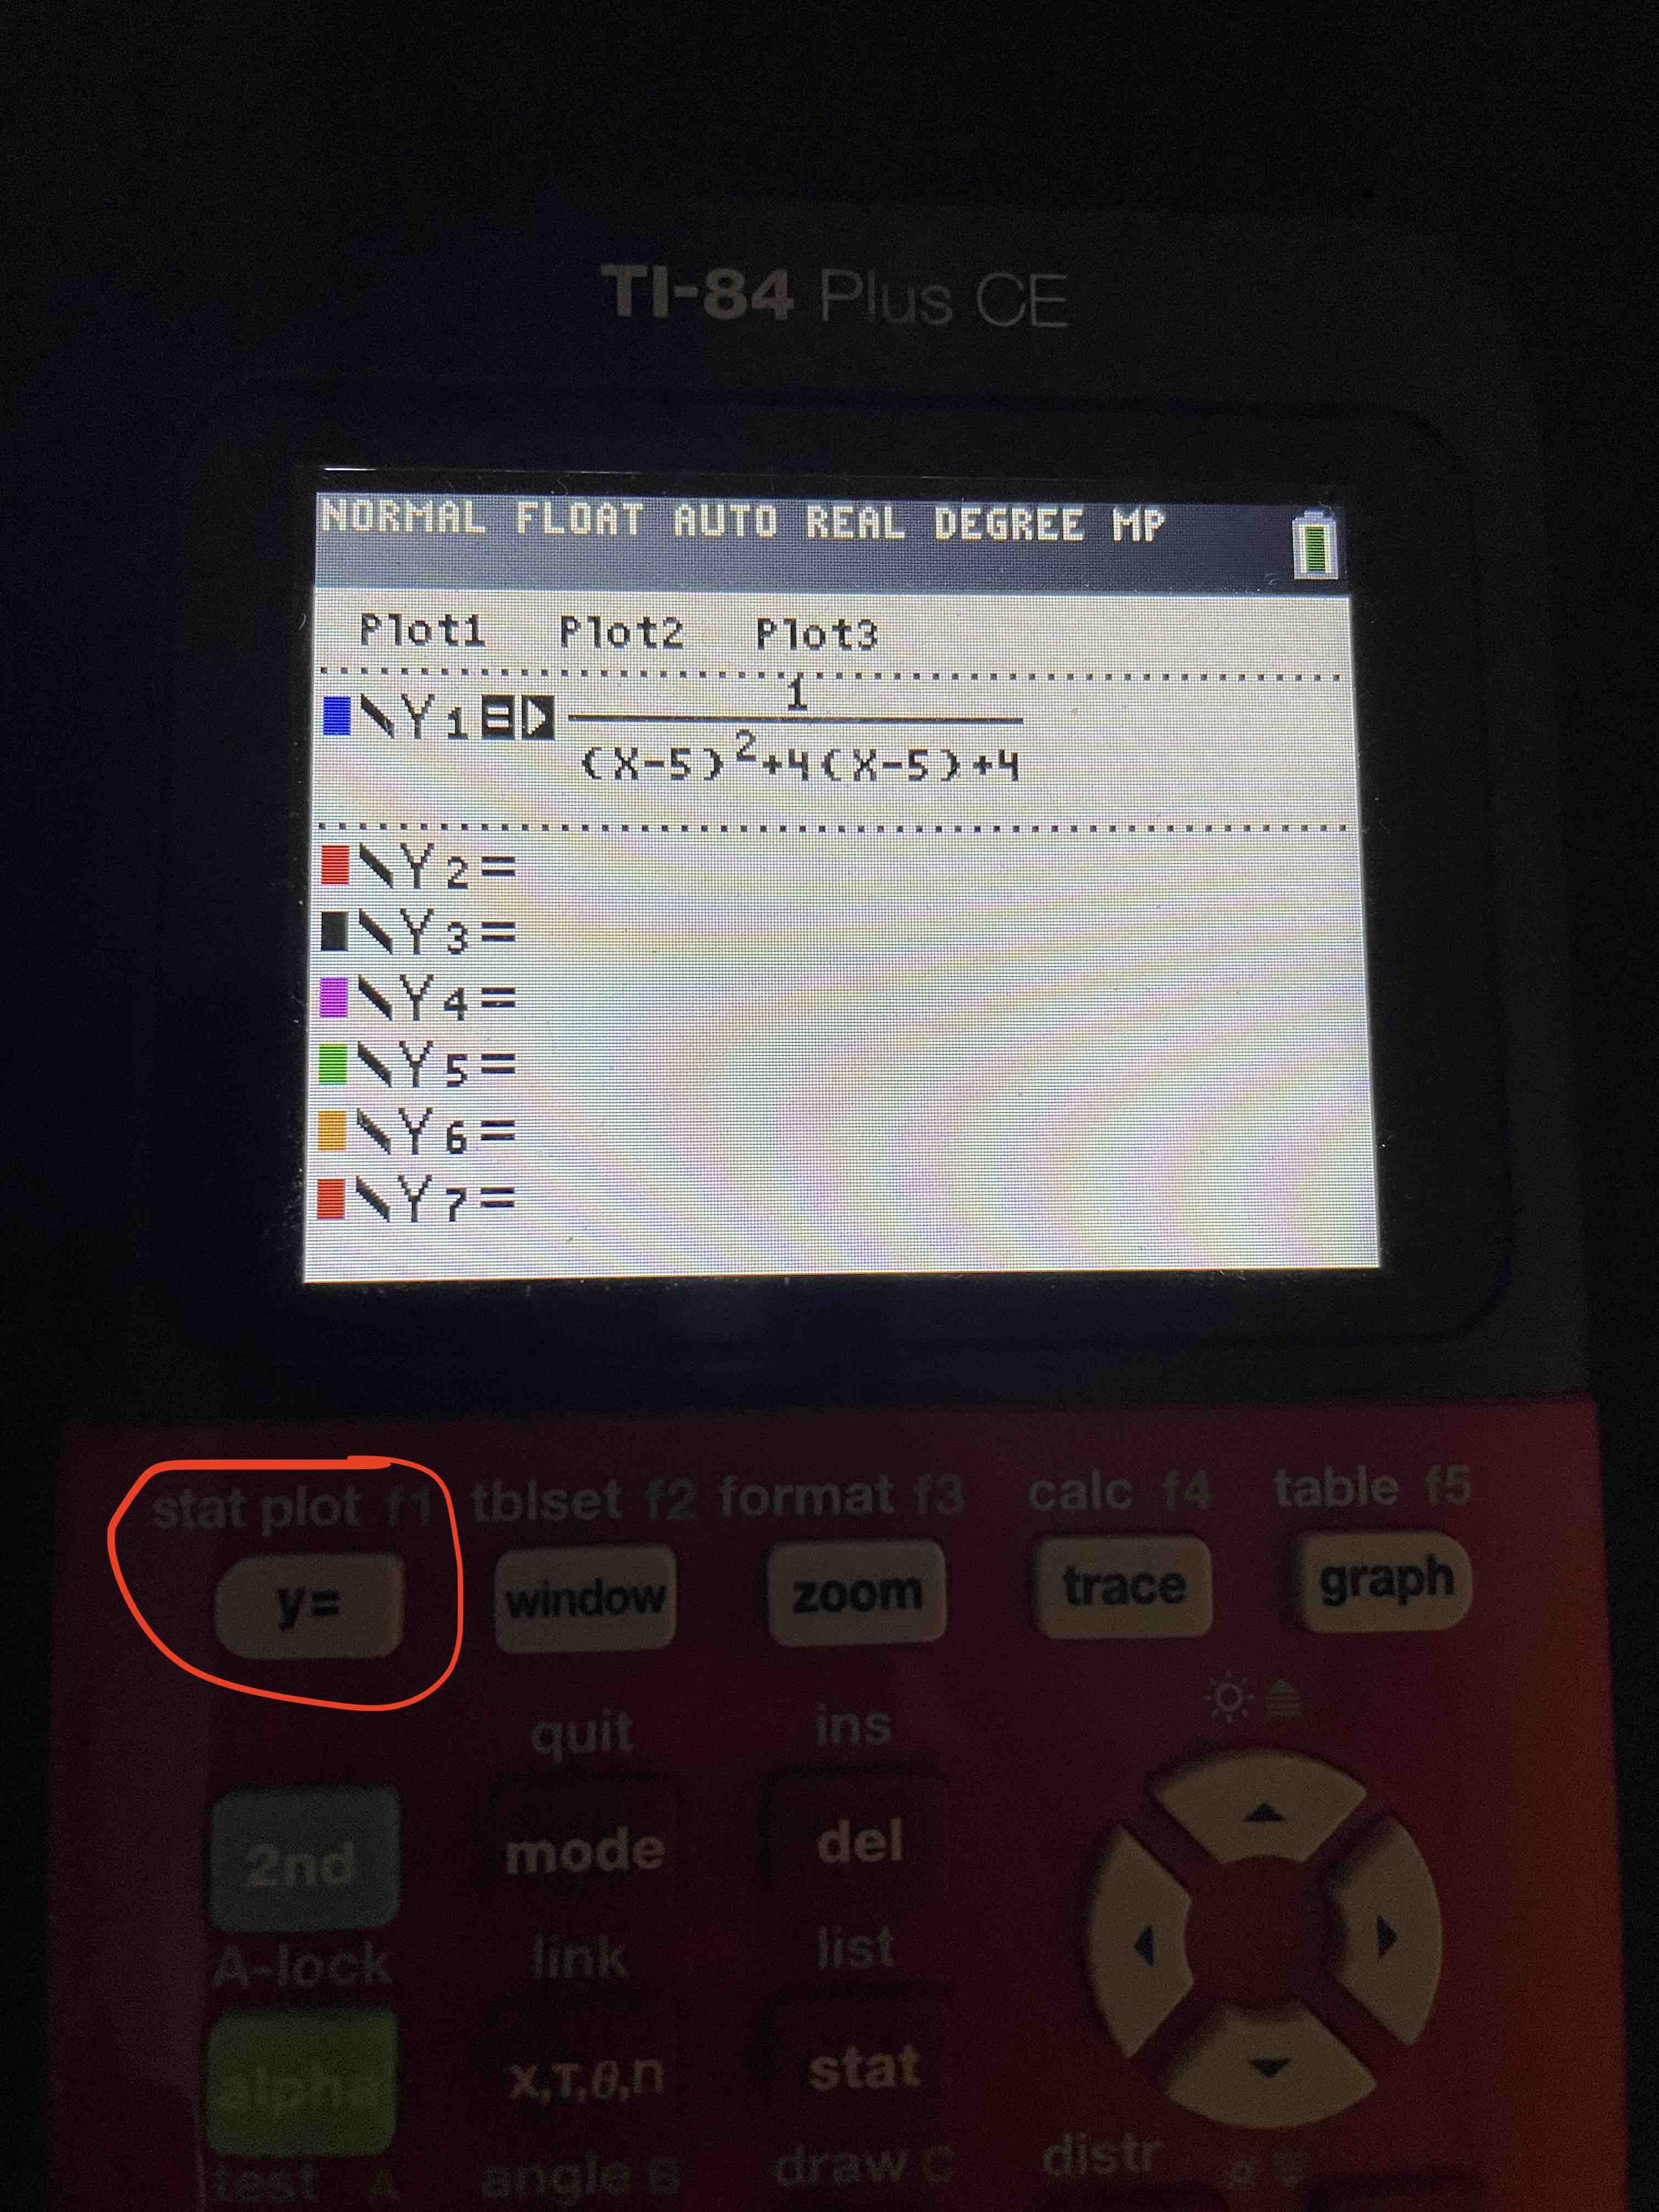 TI-84 Plus CE
NORMAL FLOAT AUTO REAL DEGREE MP
Plot1 Plot2 Plot3
\Y1=
1
(X-5)²+4(X-5)+4
\Y2=
\Y3=
\Y4=
\Y5=
\Y6=
\Y7=
stat plot f1 tblset f2 format f3 calc f4 table f5
y= window zoom trace graph
quit ins
2nd mode del
A-lock link list
alpha X,T,θ,n stat
test A angle B draw C distr